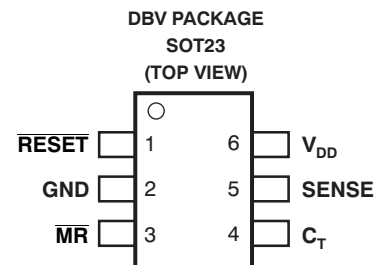 DBV PACKAGE
SOT23
(TOP VIEW)
RESET 1 6 VDD
GND 2 5 SENSE
MR 3 4 CT